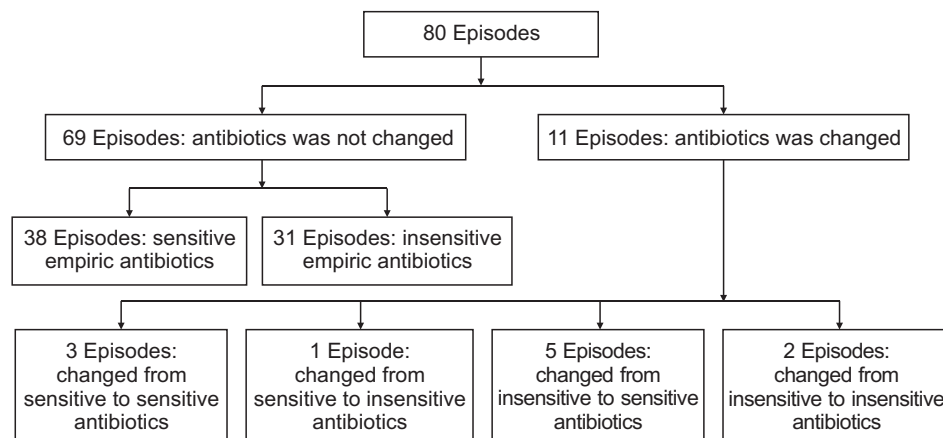 80 Episodes
69 Episodes: antibiotics was not changed
11 Episodes: antibiotics was changed
38 Episodes: sensitive
empiric antibiotics
31 Episodes: insensitive
empiric antibiotics
3 Episodes:
changed from
sensitive to sensitive
antibiotics
1 Episode:
changed from
sensitive to insensitive
antibiotics
5 Episodes:
changed from
insensitive to sensitive
antibiotics
2 Episodes:
changed from
insensitive to insensitive
antibiotics